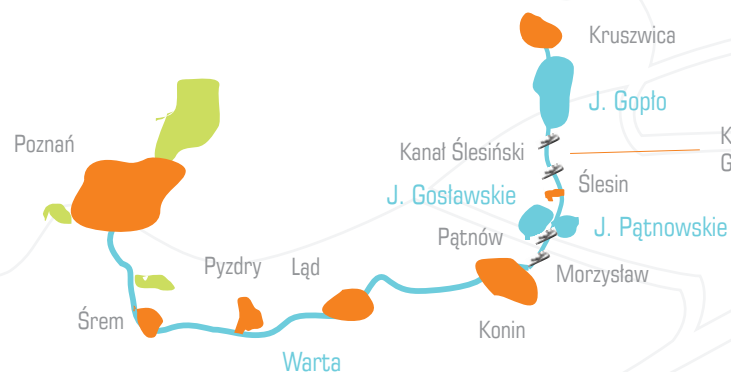 Kruszwica
J. Gopło
Poznań
Kanał Ślesiński
K
G
Ślesin
J. Gosławskie
J. Pątnowskie
Pątnów
Pyzdry
Ląd
Morzysław
Śrem
Konin
Warta